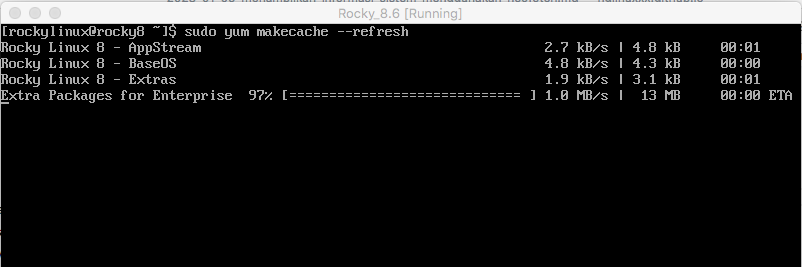 Rocky_8.6 [Running]
[rockylinux@rocky8 ~]$ sudo yum makecache --refresh
Rocky Linux 8 - AppStream 2.7 kB/s | 4.8 kB 00:01
Rocky Linux 8 - BaseOS 4.8 kB/s | 4.3 kB 00:00
Rocky Linux 8 - Extras 1.9 kB/s | 3.1 kB 00:01
Extra Packages for Enterprise 97% [============================= ] 1.0 MB/s | 13 MB 00:00 ETA